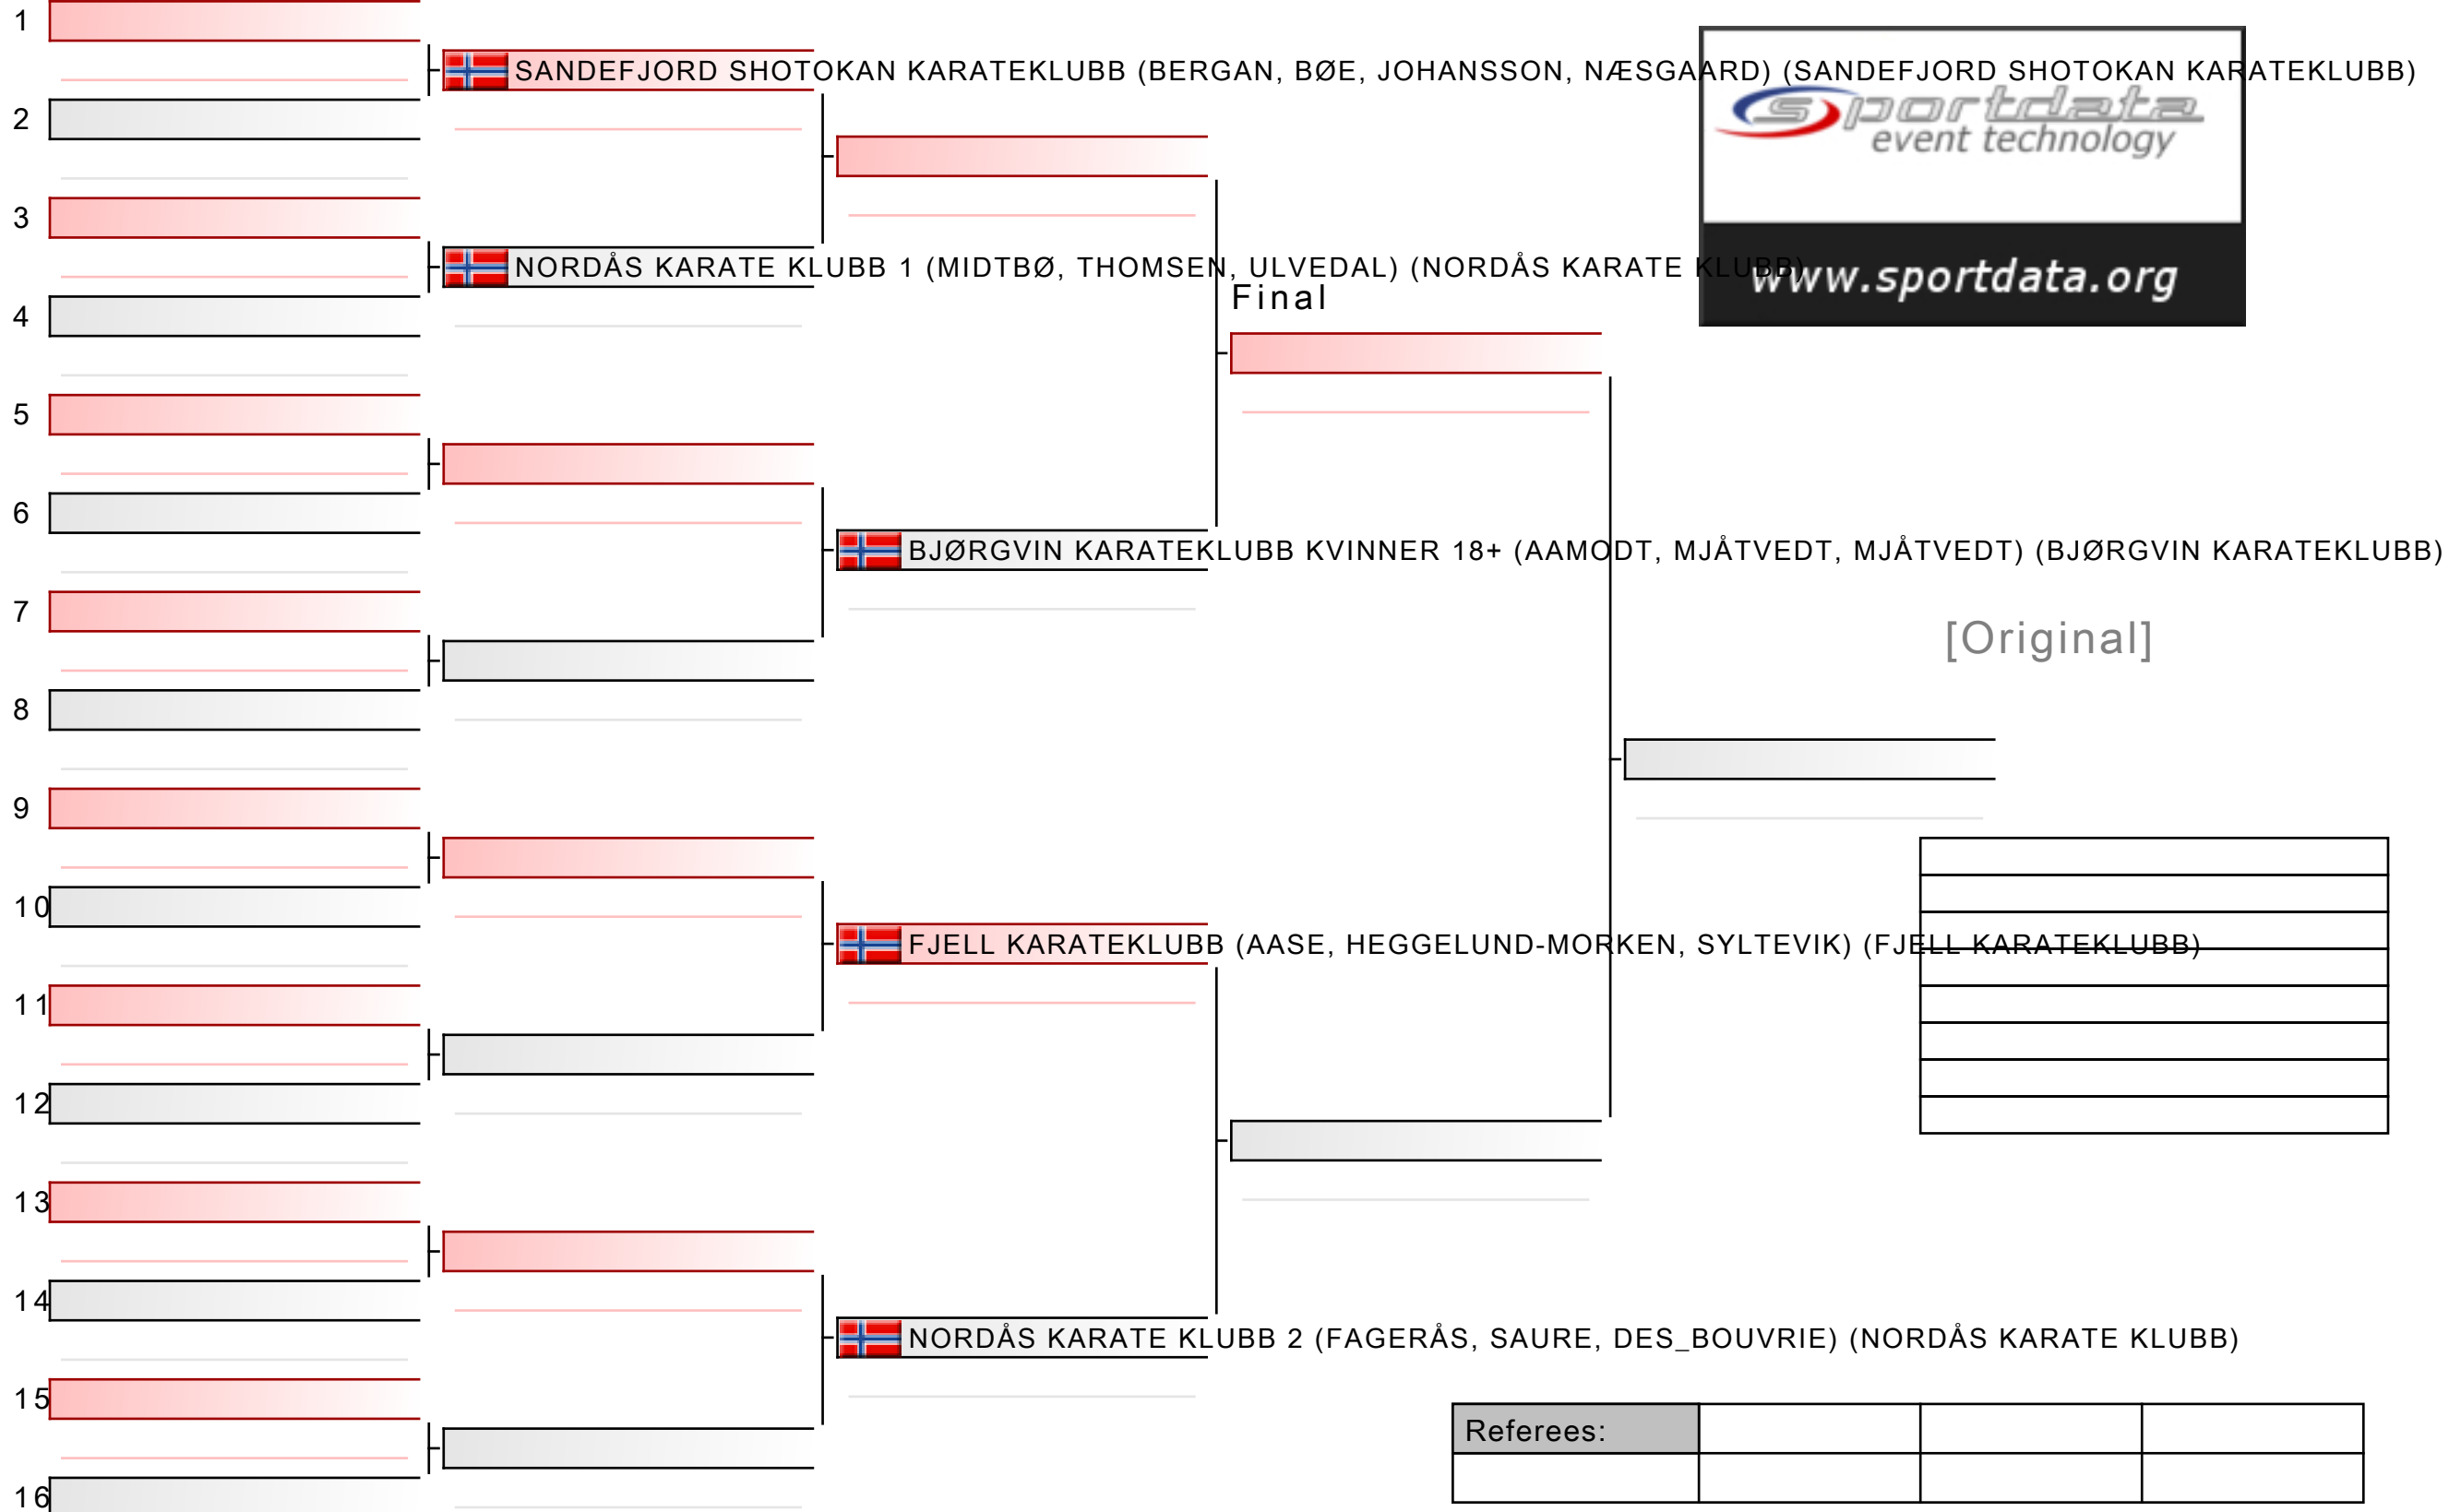 1
SANDEFJORD SHOTOKAN KARATEKLUBB (BERGAN, BØE, JOHANSSON, NÆSGAARD) (SANDEFJORD SHOTOKAN KARATEKLUBB)
sportdata
event technology
2
3
NORDÅS KARATE KLUBB 1 (MIDTBØ, THOMSEN, ULVEDAL) (NORDÅS KARATE KLUBB)
www.sportdata.org
Final
4
5
6
BJØRGVIN KARATEKLUBB KVINNER 18+ (AAMODT, MJÅTVEDT, MJÅTVEDT) (BJØRGVIN KARATEKLUBB)
7
[Original]
8
9
10
FJELL KARATEKLUBB (AASE, HEGGELUND-MORKEN, SYLTEVIK) (FJELL KARATEKLUBB)
11
12
13
14
NORDÅS KARATE KLUBB 2 (FAGERÅS, SAURE, DES_BOUVRIE) (NORDÅS KARATE KLUBB)
15
Referees:
16